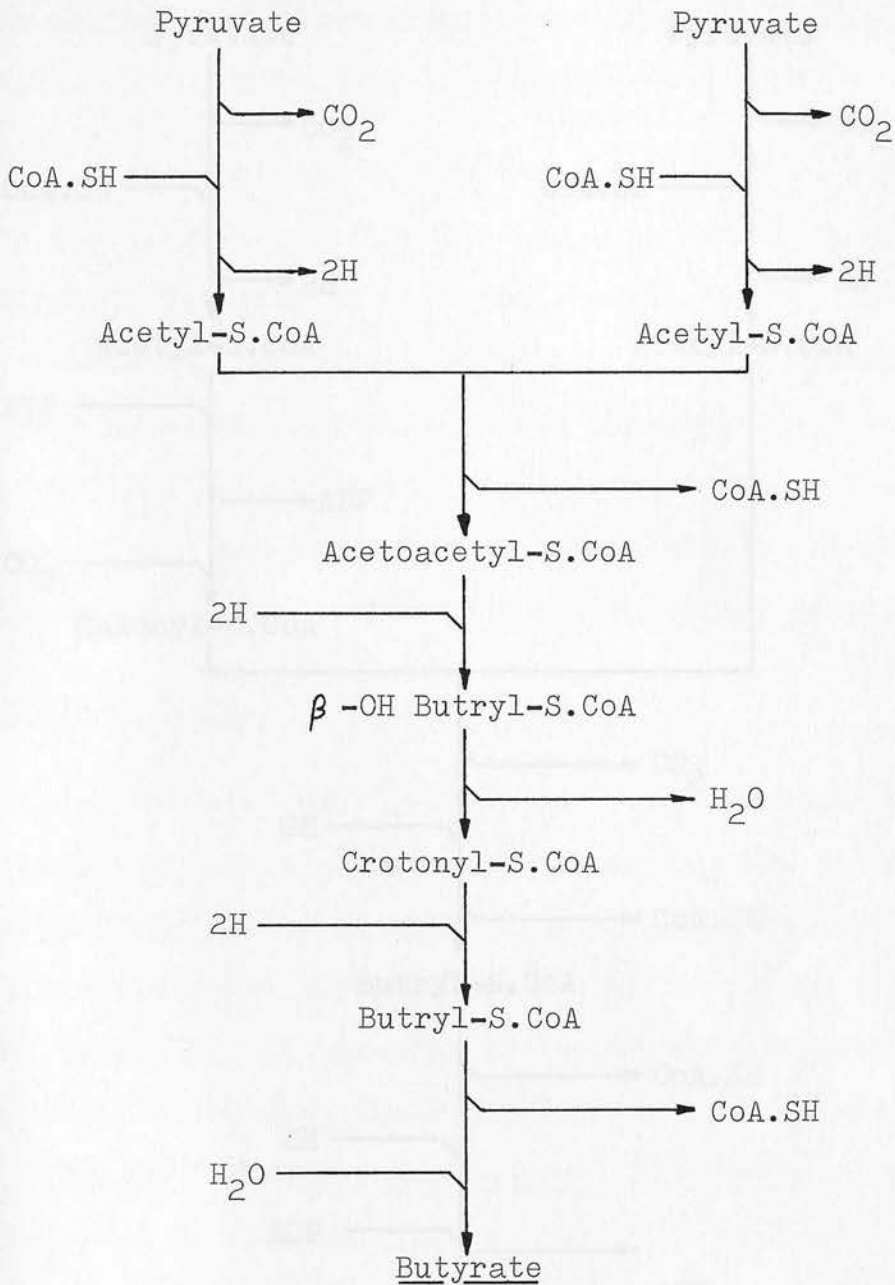 Pyruvate Pyruvate
CO2 CO2
CoA.SH CoA.SH
2H 2H
Acetyl-S.CoA Acetyl-S.CoA
CoA.SH
Acetoacetyl-S.CoA
2H
β -OH Butryl-S.CoA
H2O
Crotonyl-S.CoA
2H
Butryl-S.CoA
CoA.SH
H2O
Butyrate